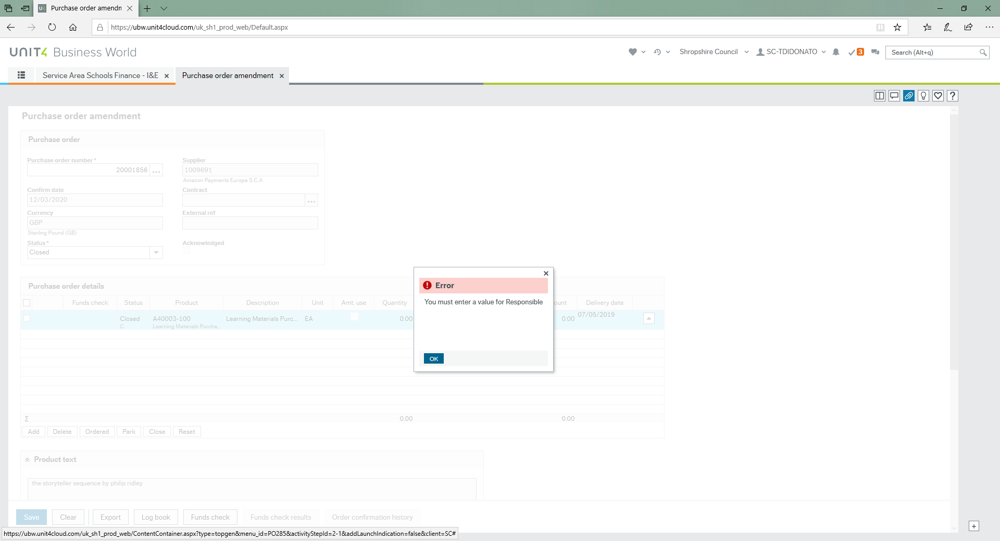 Purchase order amendn
https://ubw.unit4cloud.com/uk_sh1_prod_web/Default.aspx
UNIT4 Business World
Shropshire Council
SC-TDIDONATO
3
Search (Alt+q)
Service Area Schools Finance - I&E
Purchase order amendment
Purchase order amendment
Purchase order
Purchase order number*
Supplier
20001856 ...
1009691
Amazon Payments Europe S.C.A
Confirm date
Contract
12/03/2020
...
Currency
External ref
GBP
Sterling Pound (GB)
Status*
Acknowledged
Closed
Purchase order details
Funds check Status Product Description Unit Amt. use Quantity ount Delivery date
Closed A40003-100 Learning Materials Purc... EA 0.00 0.00 07/05/2019
C Learning Materials Purcha...
Error
You must enter a value for Responsible
OK
Σ 0.00 0.00
Add Delete Ordered Park Close Reset
Product text
the storyteller sequence by philip ridley
Save Clear Export Log book Funds check Funds check results Order confirmation history
https://ubw.unit4cloud.com/uk_sh1_prod_web/ContentContainer.aspx?type=topgen&menu_id=PO285&activityStepId=2-1&addLaunchIndication=false&client=SC#